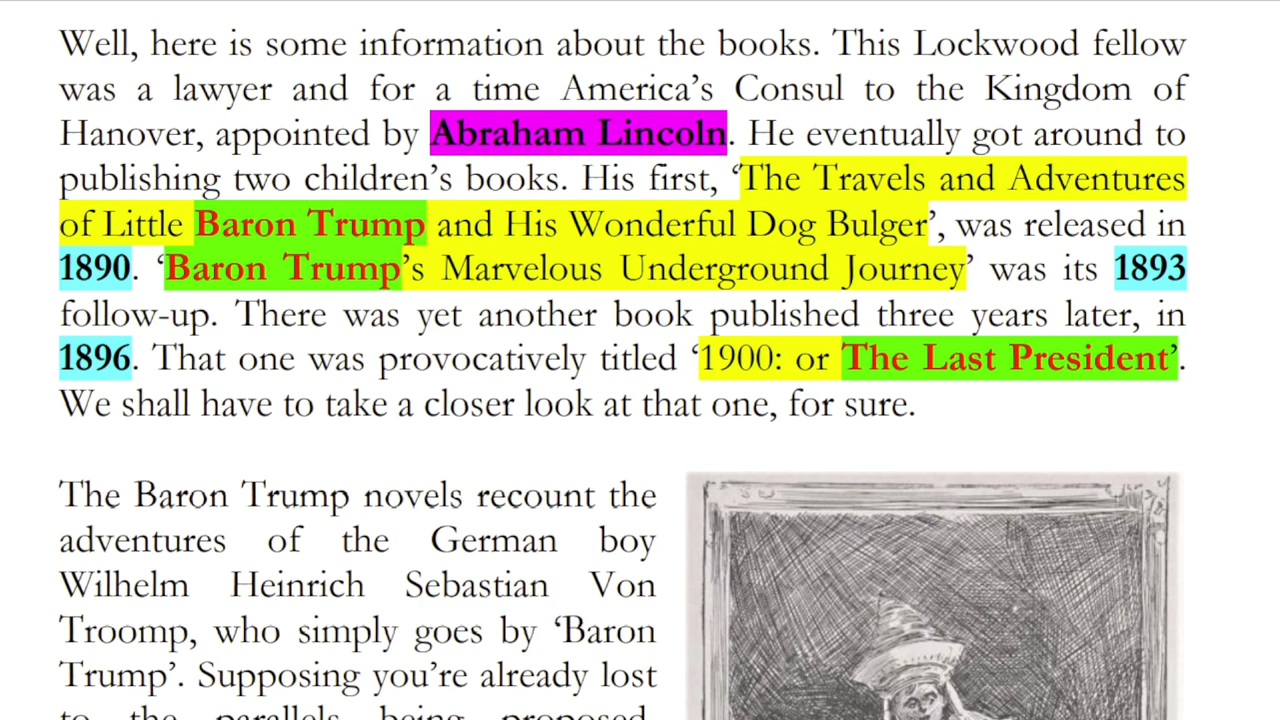 Well, here is some information about the books. This Lockwood fellow
was a lawyer and for a time America’s Consul to the Kingdom of
Hanover, appointed by Abraham Lincoln. He eventually got around to
publishing two children’s books. His first, ‘The Travels and Adventures
of Little Baron Trump and His Wonderful Dog Bulger’, was released in
1890. ‘Baron Trump’s Marvelous Underground Journey’ was its 1893
follow-up. There was yet another book published three years later, in
1896. That one was provocatively titled ‘1900: or The Last President’.
We shall have to take a closer look at that one, for sure.
The Baron Trump novels recount the
adventures of the German boy
Wilhelm Heinrich Sebastian Von
Troomp, who simply goes by ‘Baron
Trump’. Supposing you’re already lost
to the parallels being proposed,